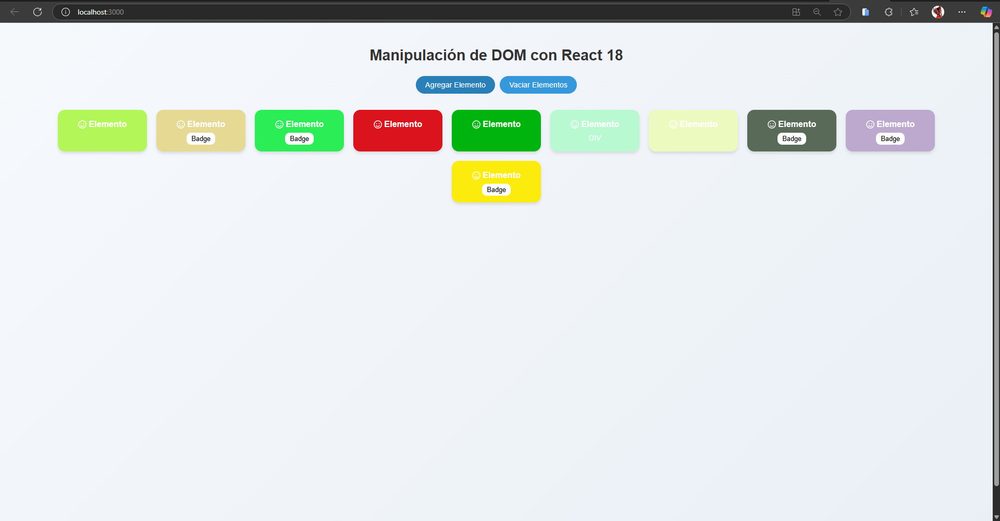 localhost:3000
Manipulación de DOM con React 18
Agregar Elemento Vaciar Elementos
Elemento Elemento Elemento Elemento Elemento Elemento Elemento Elemento Elemento
Badge Badge DIV Badge Badge
Elemento
Badge